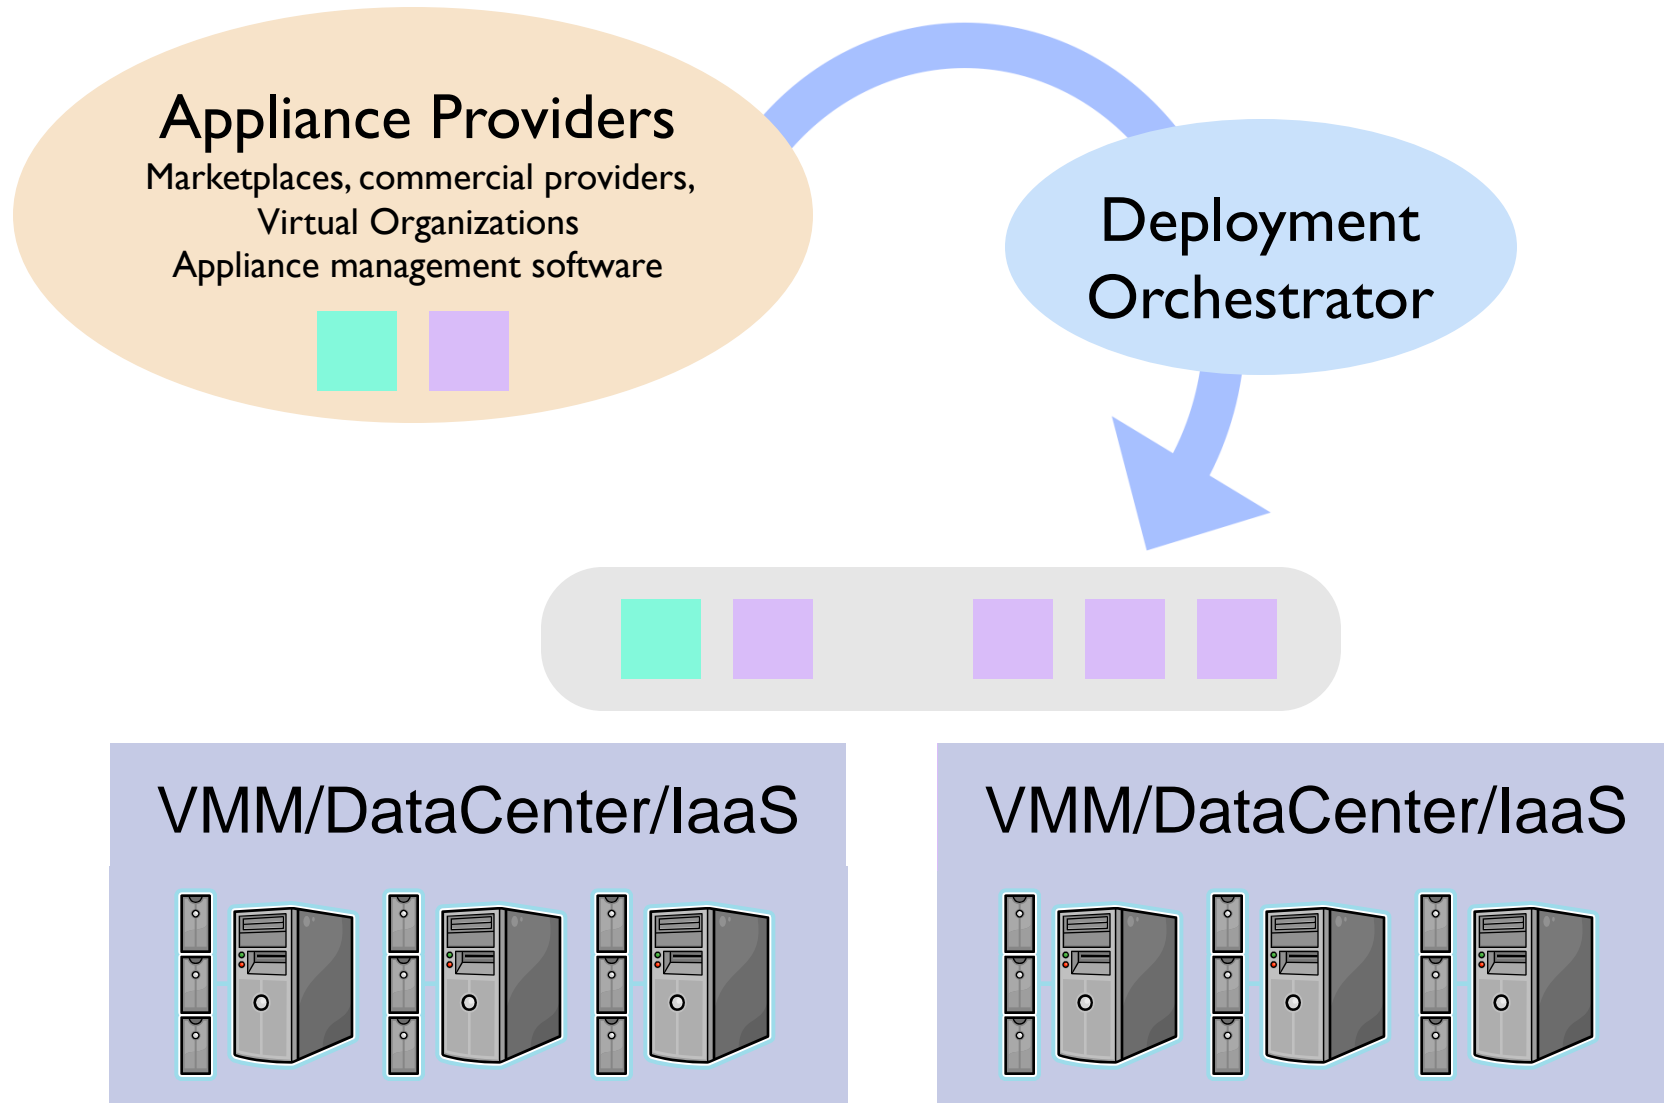 Appliance Providers
Marketplaces, commercial providers,
Virtual Organizations
Appliance management software
Deployment
Orchestrator
VMM/DataCenter/IaaS
VMM/DataCenter/IaaS